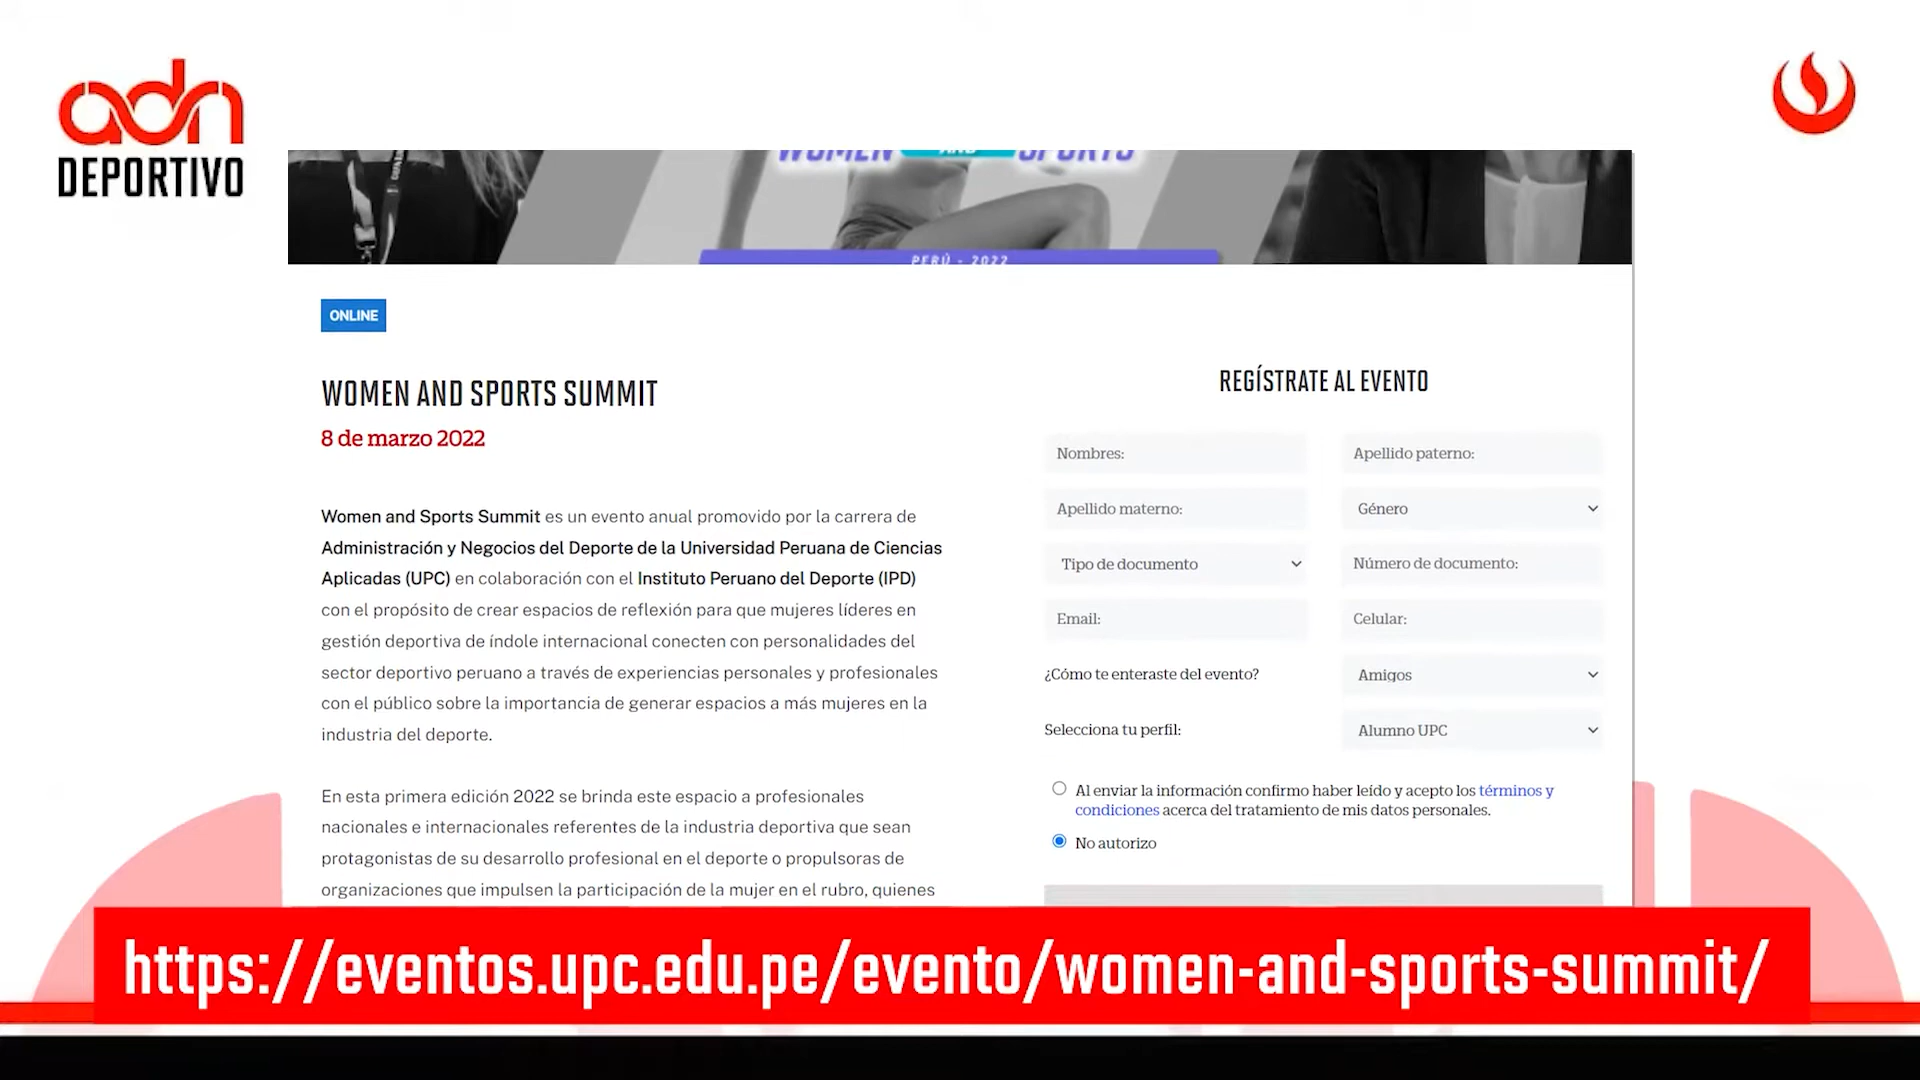 adn
DEPORTIVO
WOMEN AND SPORTS
PERÚ - 2022
ONLINE
WOMEN AND SPORTS SUMMIT
8 de marzo 2022
Women and Sports Summit es un evento anual promovido por la carrera de
Administración y Negocios del Deporte de la Universidad Peruana de Ciencias
Aplicadas (UPC) en colaboración con el Instituto Peruano del Deporte (IPD)
con el propósito de crear espacios de reflexión para que mujeres líderes en
gestión deportiva de índole internacional conecten con personalidades del
sector deportivo peruano a través de experiencias personales y profesionales
con el público sobre la importancia de generar espacios a más mujeres en la
industria del deporte.
En esta primera edición 2022 se brinda este espacio a profesionales
nacionales e internacionales referentes de la industria deportiva que sean
protagonistas de su desarrollo profesional en el deporte o propulsoras de
organizaciones que impulsen la participación de la mujer en el rubro, quienes
REGÍSTRATE AL EVENTO
Nombres:
Apellido paterno:
Apellido materno:
Género
Tipo de documento
Número de documento:
Email:
Celular:
¿Cómo te enteraste del evento?
Amigos
Selecciona tu perfil:
Alumno UPC
Al enviar la información confirmo haber leído y acepto los términos y
condiciones acerca del tratamiento de mis datos personales.
No autorizo
https://eventos.upc.edu.pe/evento/women-and-sports-summit/